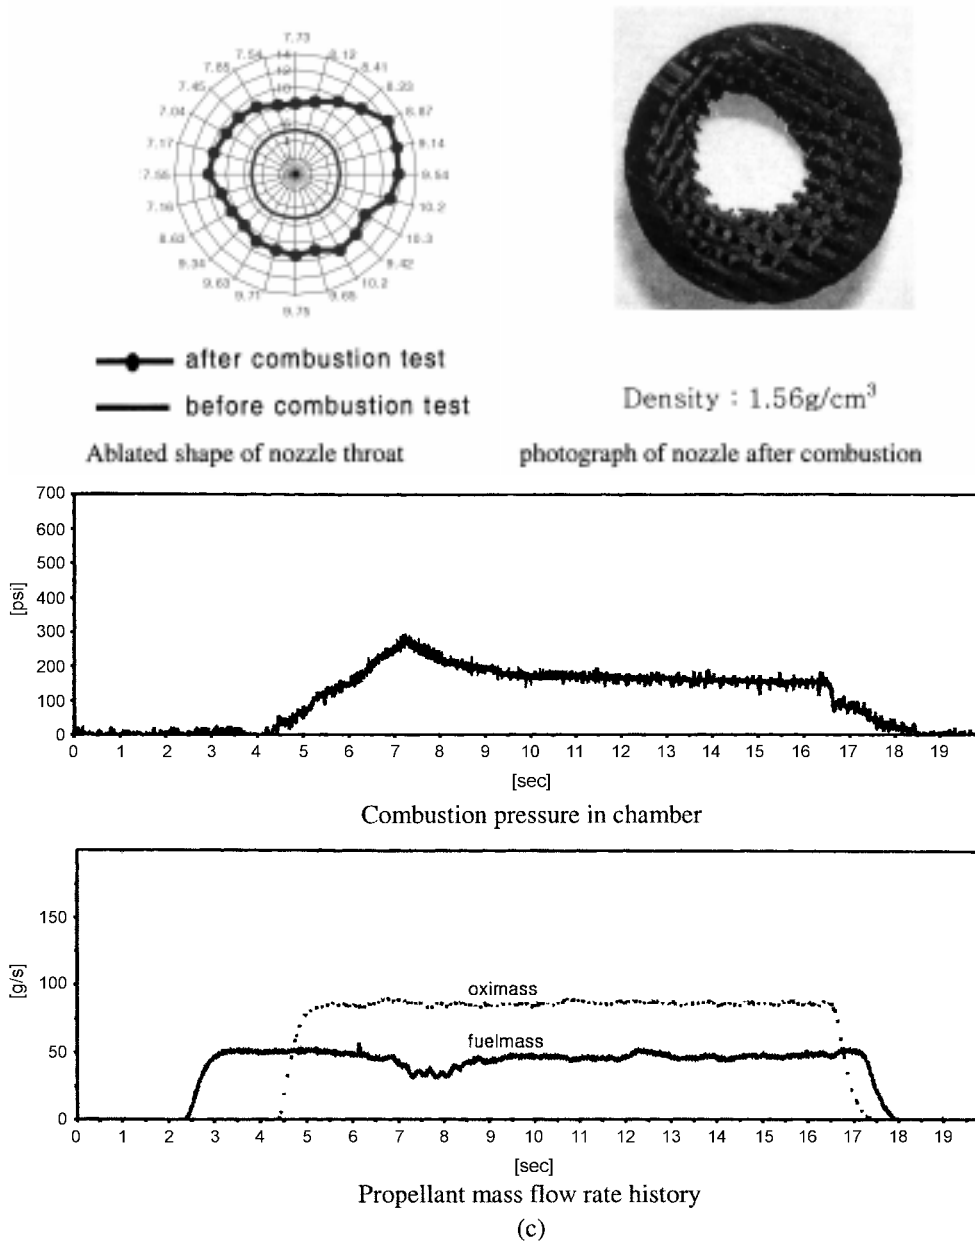 7.73
7.54 8.12
7.65 8.41
7.45 8.23
7.04 8.87
7.17 9.14
7.55 9.54
7.16 10.2
8.63 10.3
9.34 9.42
9.63 10.2
9.71 9.65
9.75
14
12
10
after combustion test
before combustion test
Density : 1.56g/cm³
Ablated shape of nozzle throat
photograph of nozzle after combustion
700
600
500
400
300
200
100
0
[psi]
0 1 2 3 4 5 6 7 8 9 10 11 12 13 14 15 16 17 18 19
[sec]
Combustion pressure in chamber
150
100
50
0
[g/s]
oximass
fuelmass
0 1 2 3 4 5 6 7 8 9 10 11 12 13 14 15 16 17 18 19
[sec]
Propellant mass flow rate history
(c)